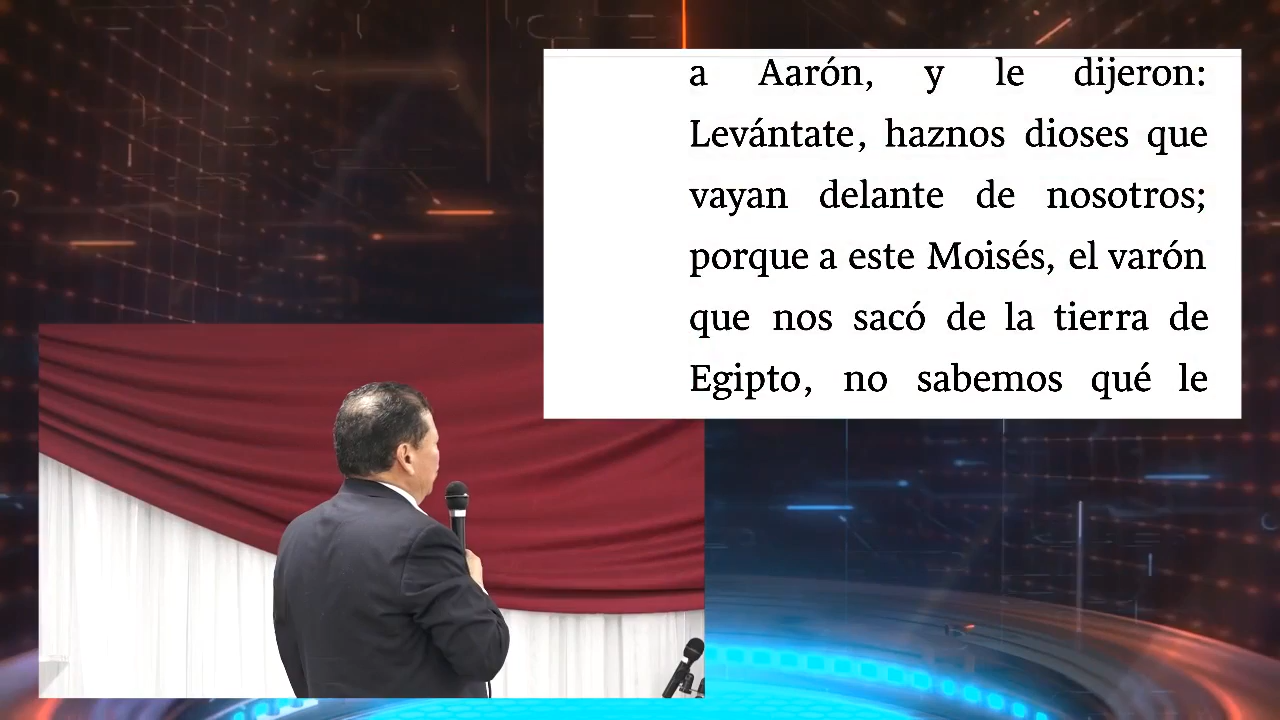 a Aarón, y le dijeron:
Levántate, haznos dioses que
vayan delante de nosotros;
porque a este Moisés, el varón
que nos sacó de la tierra de
Egipto, no sabemos qué le